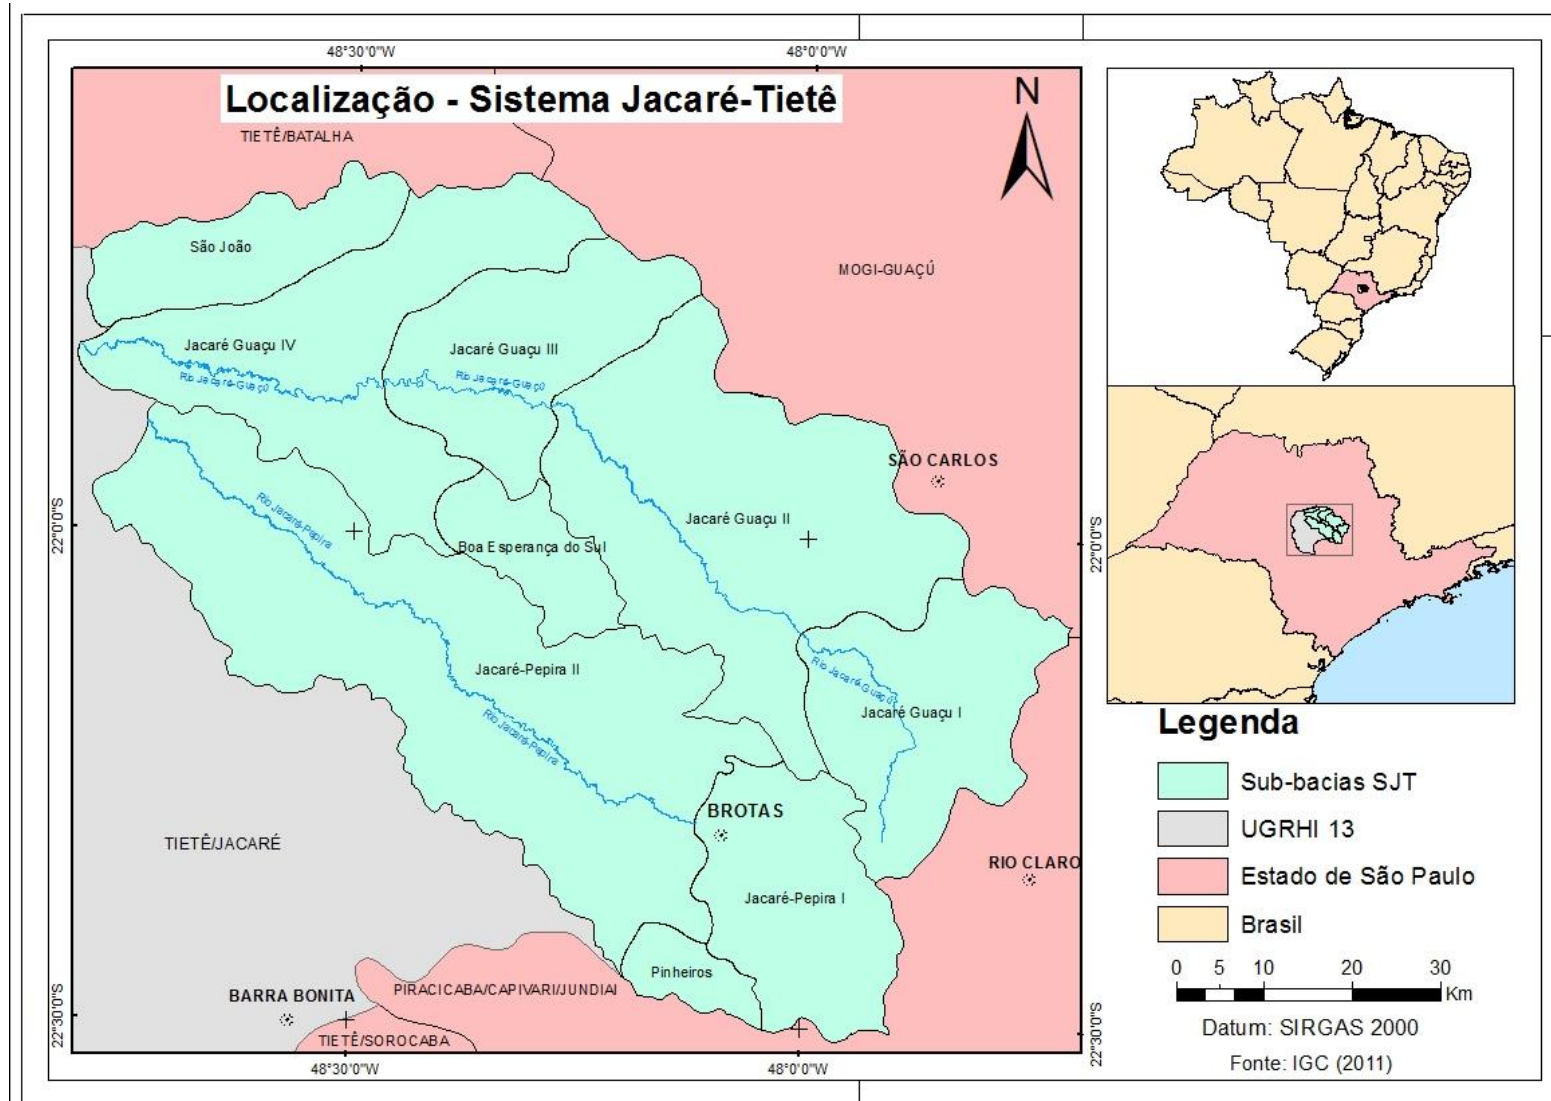 48°30'0"W
48°0'0"W
Localização - Sistema Jacaré-Tietê
N
TIETÊ/BATALHA
São João
MOGI-GUAÇÚ
Jacaré Guaçu IV
Jacaré Guaçu III
Rio Jacaré-Guaçú
Rio Jacaré-Guaçú
SÃO CARLOS
Rio Jacaré-Pepira
Jacaré Guaçu II
22°0'0"S
22°0'0"S
Boa Esperança do Sul
Jacaré-Pepira II
Rio Jacaré-Guaçú
Jacaré Guaçu I
Rio Jacaré-Pepira
BROTAS
TIETÊ/JACARÉ
RIO CLARO
Jacaré-Pepira I
Pinheiros
PIRACICABA/CAPIVARI/JUNDIAI
BARRA BONITA
TIETÊ/SOROCABA
22°30'0"S
22°30'0"S
48°30'0"W
48°0'0"W
Legenda
Sub-bacias SJT
UGRHI 13
Estado de São Paulo
Brasil
0 5 10 20 30
Km
Datum: SIRGAS 2000
Fonte: IGC (2011)